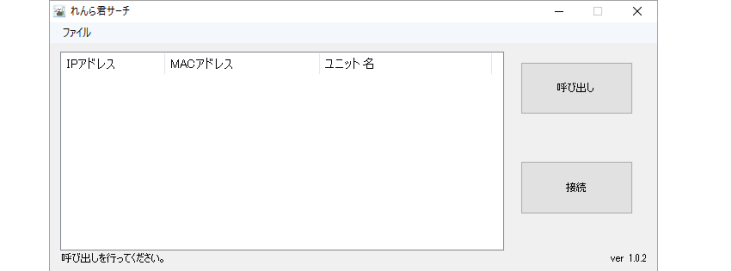 れんら君サーチ
ファイル
IPアドレス MACアドレス ユニット名
呼び出し
接続
呼び出しを行ってください。 ver 1.0.2